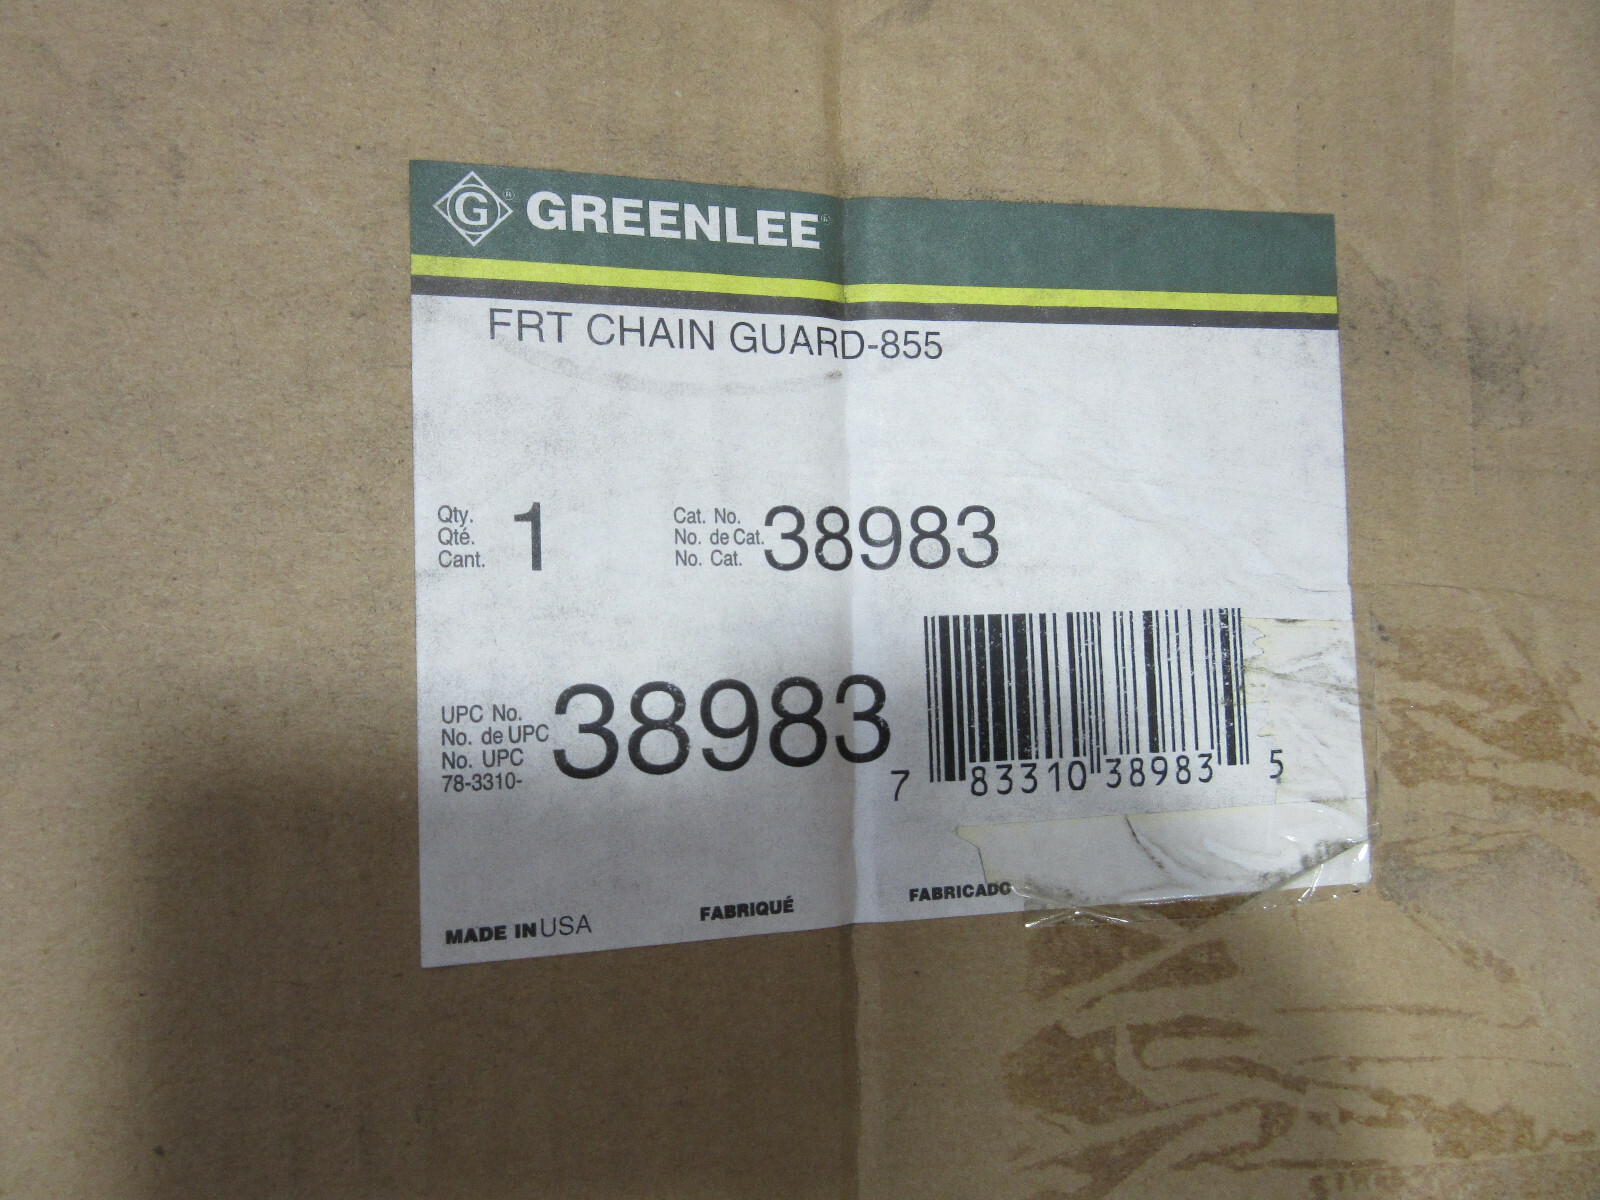 G® GREENLEE®
FRT CHAIN GUARD-855
Qty.
Qté.
Cant.
1
Cat. No.
No. de Cat.
No. Cat.
38983
UPC No.
No. de UPC
No. UPC
78-3310-
38983
7 83310 38983 5
MADE IN USA
FABRIQUÉ
FABRICADO